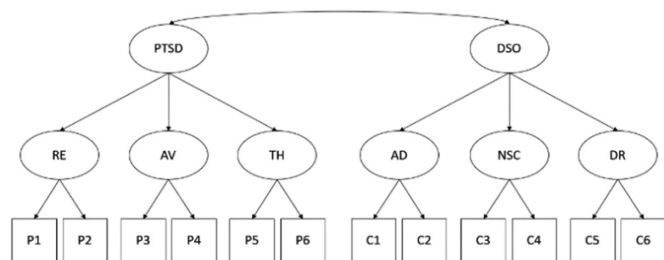 PTSD DSO
RE AV TH AD NSC DR
P1 P2 P3 P4 P5 P6 C1 C2 C3 C4 C5 C6